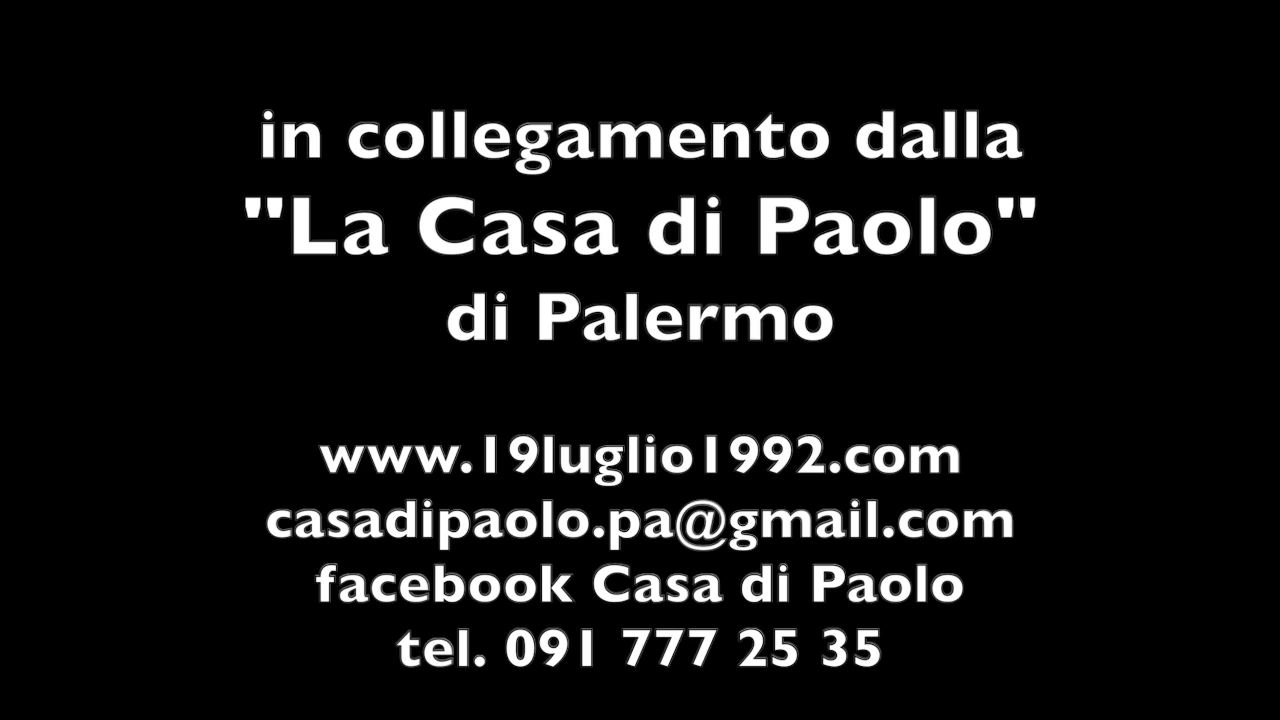 in collegamento dalla
"La Casa di Paolo"
di Palermo
www.19luglio1992.com
casadipaolo.pa@gmail.com
facebook Casa di Paolo
tel. 091 777 25 35